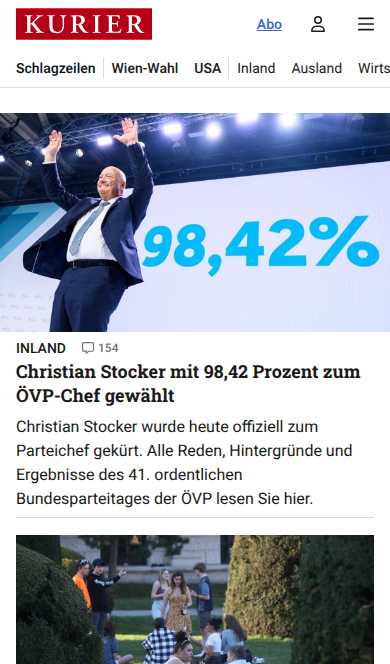 KURIER
Abo
Schlagzeilen Wien-Wahl USA Inland Ausland Wirts
98,42%
INLAND 154
Christian Stocker mit 98,42 Prozent zum
ÖVP-Chef gewählt
Christian Stocker wurde heute offiziell zum
Parteichef gekürt. Alle Reden, Hintergründe und
Ergebnisse des 41. ordentlichen
Bundesparteitages der ÖVP lesen Sie hier.